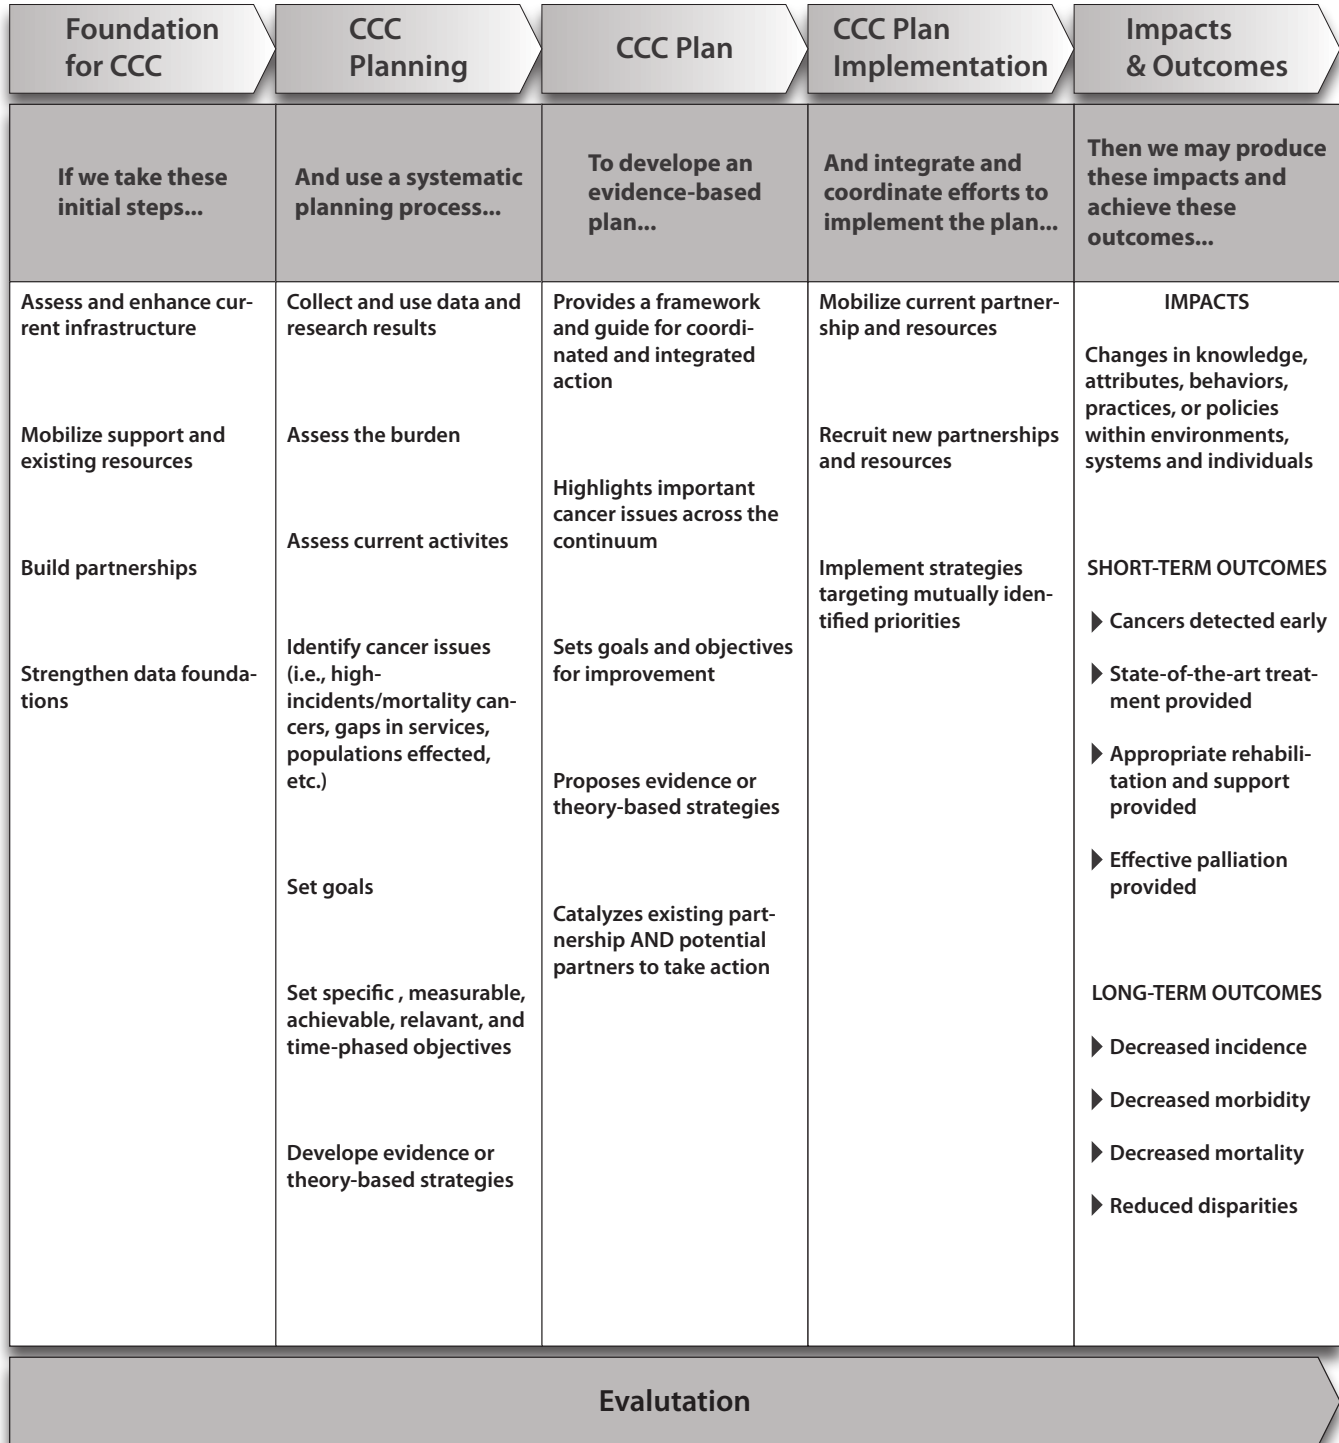 Foundation
for CCC
CCC
Planning
CCC Plan
CCC Plan
Implementation
Impacts
& Outcomes
If we take these
initial steps...
And use a systematic
planning process...
To develope an
evidence-based
plan...
And integrate and
coordinate efforts to
implement the plan...
Then we may produce
these impacts and
achieve these
outcomes...
Assess and enhance cur-
rent infrastructure
Mobilize support and
existing resources
Build partnerships
Strengthen data founda-
tions
Collect and use data and
research results
Assess the burden
Assess current activites
Identify cancer issues
(i.e., high-
incidents/mortality can-
cers, gaps in services,
populations effected,
etc.)
Set goals
Set specific , measurable,
achievable, relavant, and
time-phased objectives
Develope evidence or
theory-based strategies
Provides a framework
and guide for coordi-
nated and integrated
action
Highlights important
cancer issues across the
continuum
Sets goals and objectives
for improvement
Proposes evidence or
theory-based strategies
Catalyzes existing part-
nership AND potential
partners to take action
Mobilize current partner-
ship and resources
Recruit new partnerships
and resources
Implement strategies
targeting mutually iden-
tified priorities
IMPACTS
Changes in knowledge,
attributes, behaviors,
practices, or policies
within environments,
systems and individuals
SHORT-TERM OUTCOMES
Cancers detected early
State-of-the-art treat-
ment provided
Appropriate rehabili-
tation and support
provided
Effective palliation
provided
LONG-TERM OUTCOMES
Decreased incidence
Decreased morbidity
Decreased mortality
Reduced disparities
Evalutation